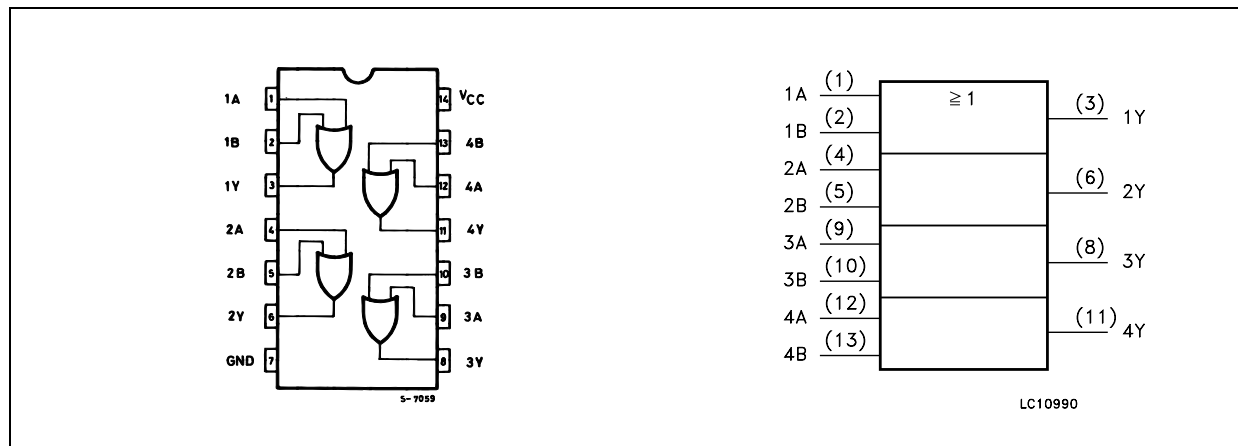 1A 1 14 VCC
1B 2 13 4B
1Y 3 12 4A
2A 4 11 4Y
2B 5 10 3B
2Y 6 9 3A
GND 7 8 3Y
S-7059
1A (1) ≧1 (3) 1Y
1B (2)
2A (4) (6) 2Y
2B (5)
3A (9) (8) 3Y
3B (10)
4A (12) (11) 4Y
4B (13)
LC10990